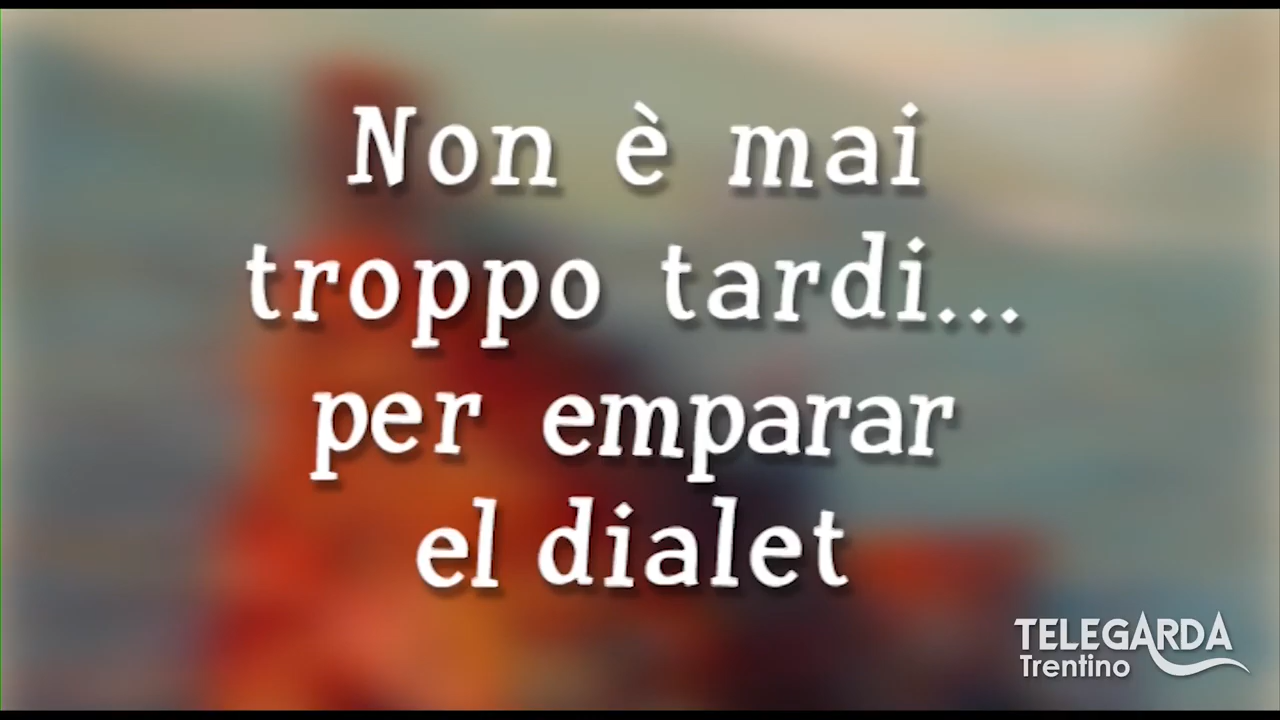 Non è mai
troppo tardi...
per emparar
el dialet
TELEGARDA
Trentino